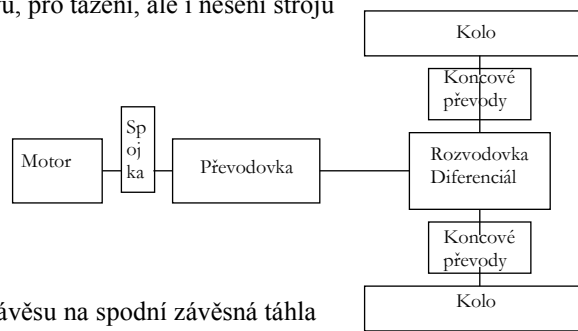 , pro tažení, ale i nesení strojů
Kolo
Koncové
převody
Sp
oj
ka
Motor
Převodovka
Rozvodovka
Diferenciál
Koncové
převody
ávěsu na spodní závěsná táhla
Kolo